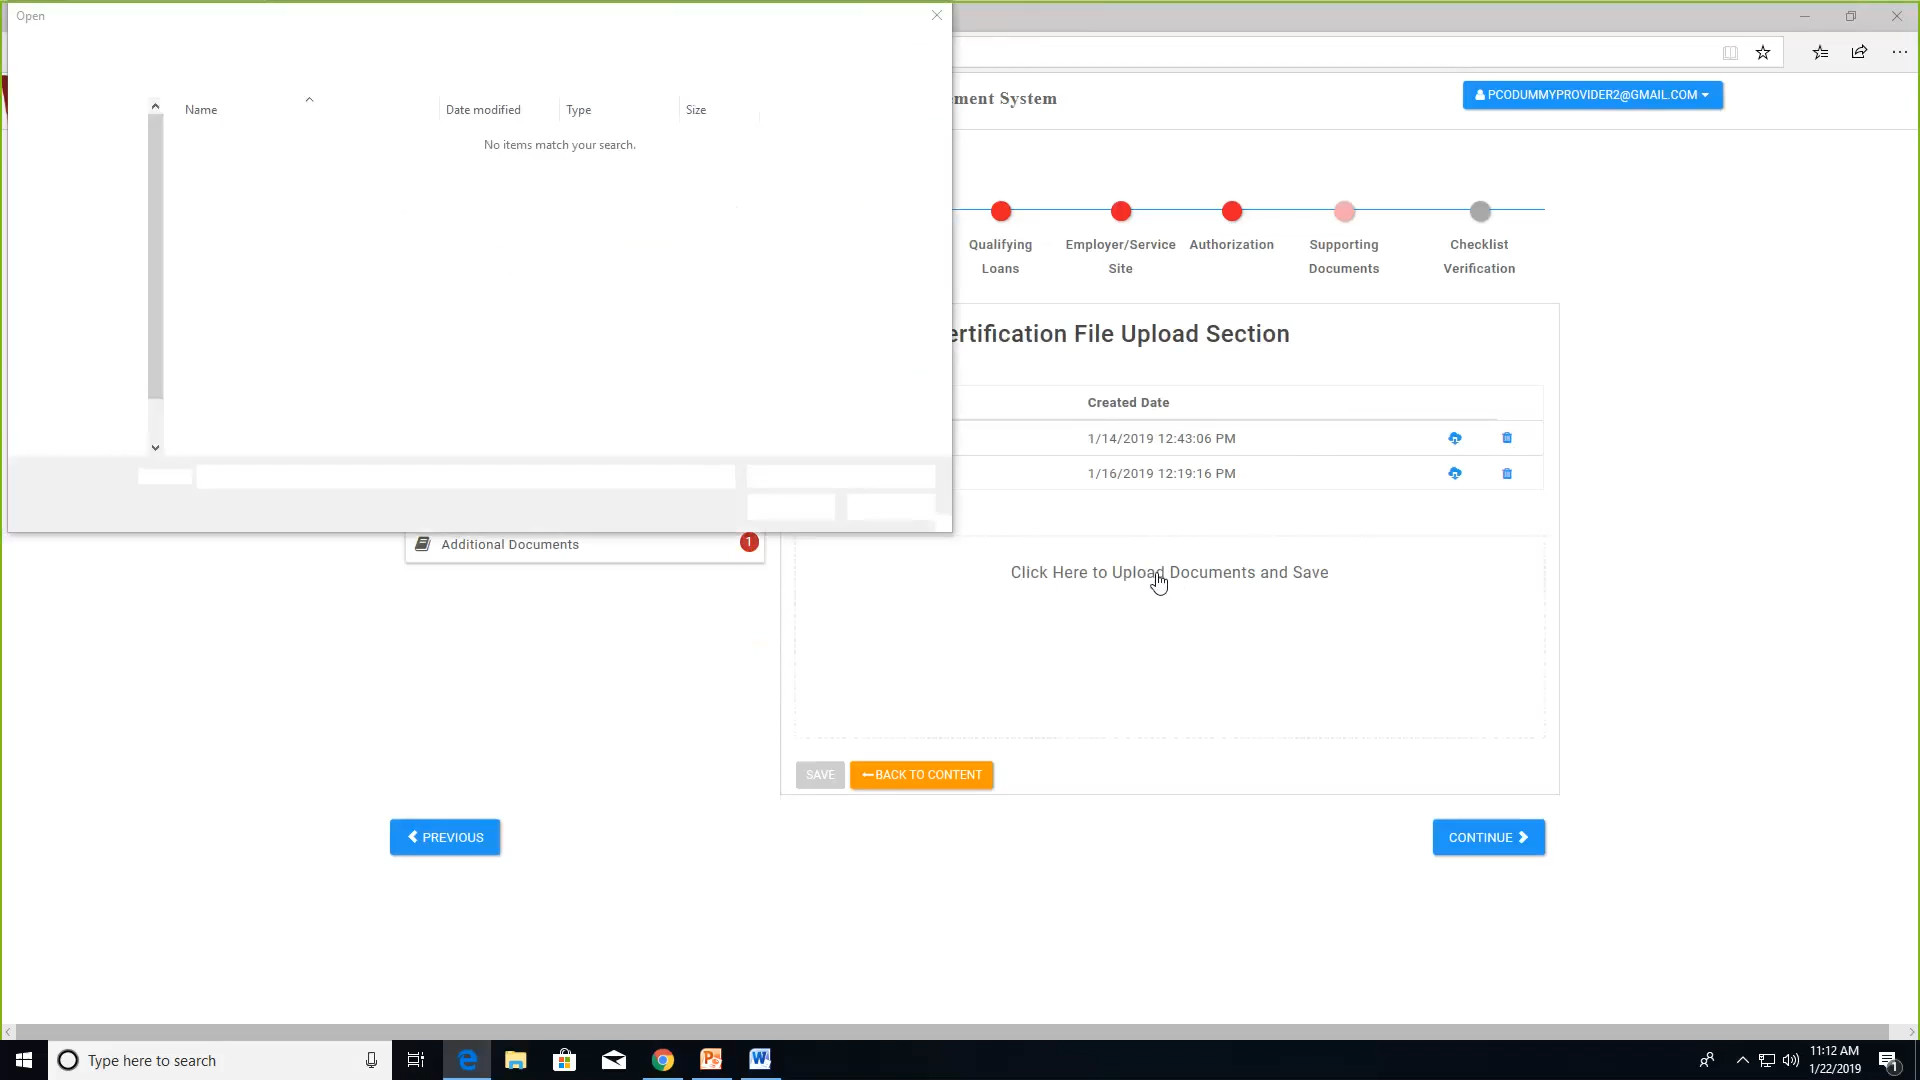 Open
Name
Date modified
Type
Size
No items match your search.
ment System
PCODUMMYPROVIDER2@GMAIL.COM
Qualifying
Loans
Employer/Service
Site
Authorization
Supporting
Documents
Checklist
Verification
ertification File Upload Section
Created Date
1/14/2019 12:43:06 PM
1/16/2019 12:19:16 PM
Additional Documents
1
Click Here to Upload Documents and Save
SAVE
BACK TO CONTENT
PREVIOUS
CONTINUE
Type here to search
11:12 AM
1/22/2019
1